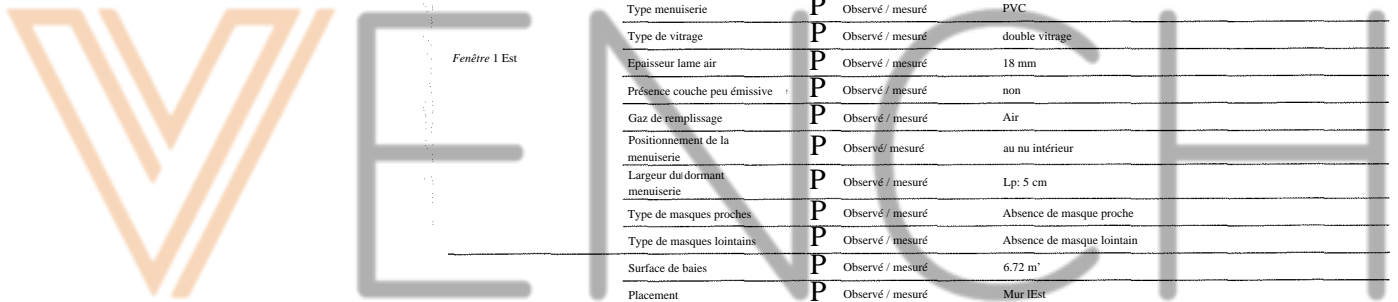 Type menuiserie P Observé / mesuré PVC
Type de vitrage P Observé / mesuré double vitrage
Fenêtre 1 Est
Epaisseur lame air P Observé / mesuré 18 mm
Présence couche peu émissive P Observé / mesuré non
Gaz de remplissage P Observé / mesuré Air
Positionnement de la
menuiserie P Observé/ mesuré au nu intérieur
Largeur du dormant
menuiserie P Observé / mesuré Lp: 5 cm
Type de masques proches P Observé / mesuré Absence de masque proche
Type de masques lointains P Observé / mesuré Absence de masque lointain
Surface de baies P Observé / mesuré 6.72 m’
Placement P Observé / mesuré Mur lEst
VENCH